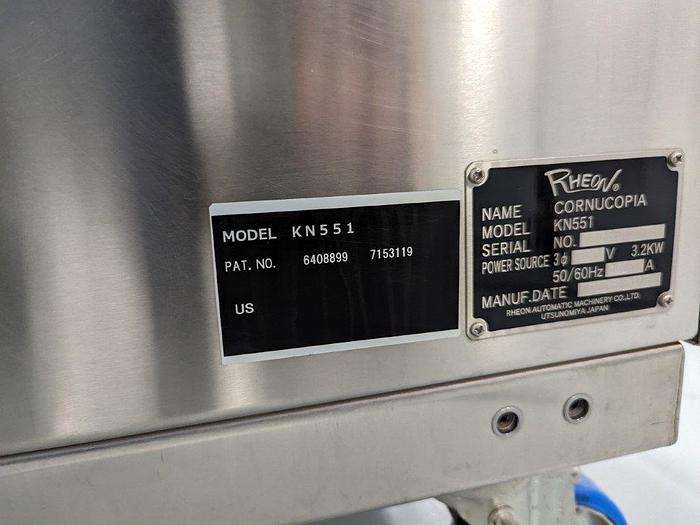 MODEL KN551
PAT. NO. 6408899 7153119
US
RHEON®
NAME CORNUCOPIA
MODEL KN551
SERIAL NO.
POWER SOURCE 3ϕ V 3.2KW
50/60Hz A
MANUF.DATE
RHEON AUTOMATIC MACHINERY CO.,LTD.
UTSUNOMIYA JAPAN